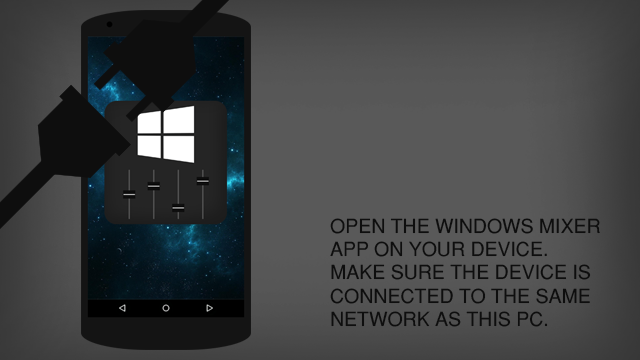 OPEN THE WINDOWS MIXER
APP ON YOUR DEVICE.
MAKE SURE THE DEVICE IS
CONNECTED TO THE SAME
NETWORK AS THIS PC.